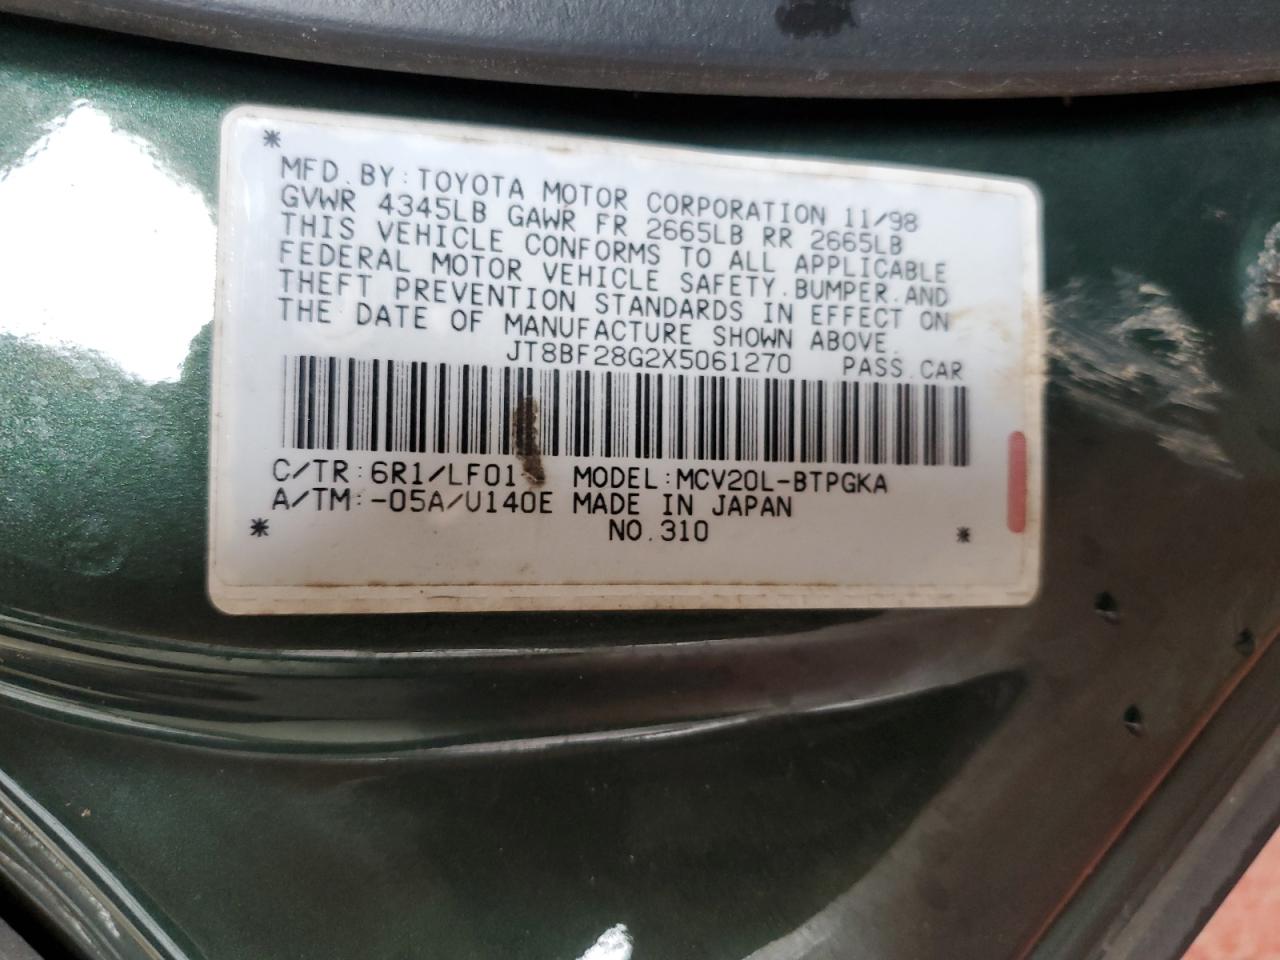 *
MFD. BY: TOYOTA MOTOR CORPORATION 11/98
GVWR 4345LB GAWR FR 2665LB RR 2665LB
THIS VEHICLE CONFORMS TO ALL APPLICABLE
FEDERAL MOTOR VEHICLE SAFETY. BUMPER. AND
THEFT PREVENTION STANDARDS IN EFFECT ON
THE DATE OF MANUFACTURE SHOWN ABOVE.
JT8BF28G2X5061270 PASS. CAR
C/TR: 6R1/LF01 MODEL: MCV20L-BTPGKA
A/TM: -05A/U140E MADE IN JAPAN
* NO. 310 *